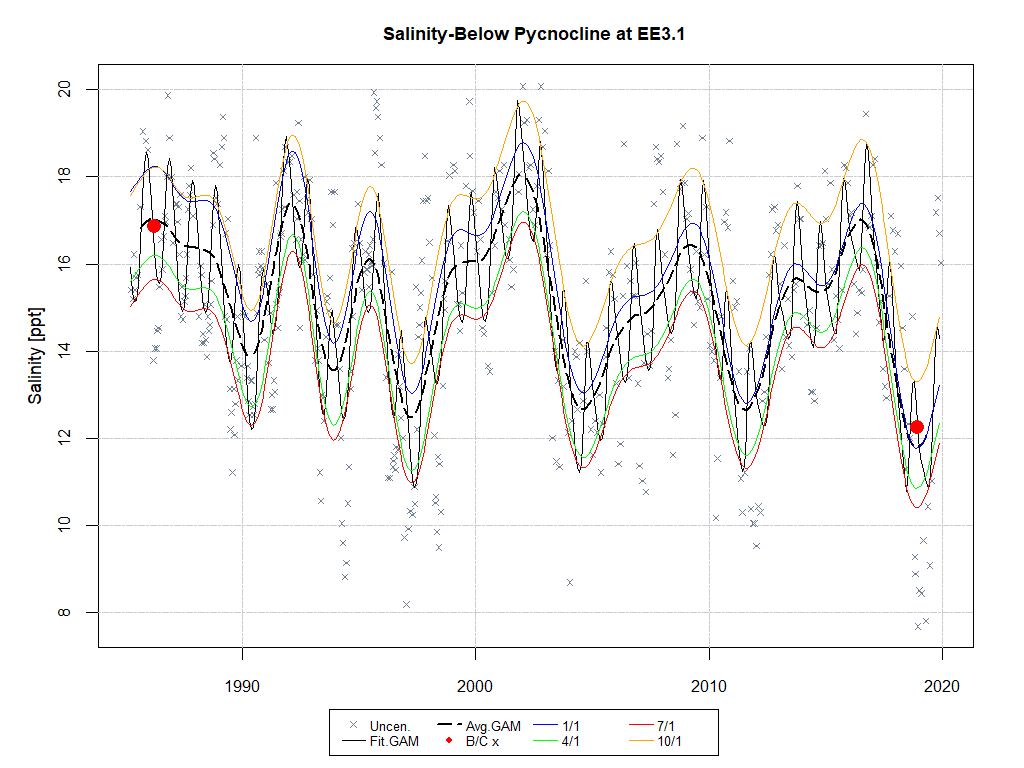 Salinity-Below Pycnocline at EE3.1
Salinity [ppt]
20
18
16
14
12
10
8
1990 2000 2010 2020
Uncen. Avg.GAM 1/1 7/1
Fit.GAM B/C x 4/1 10/1